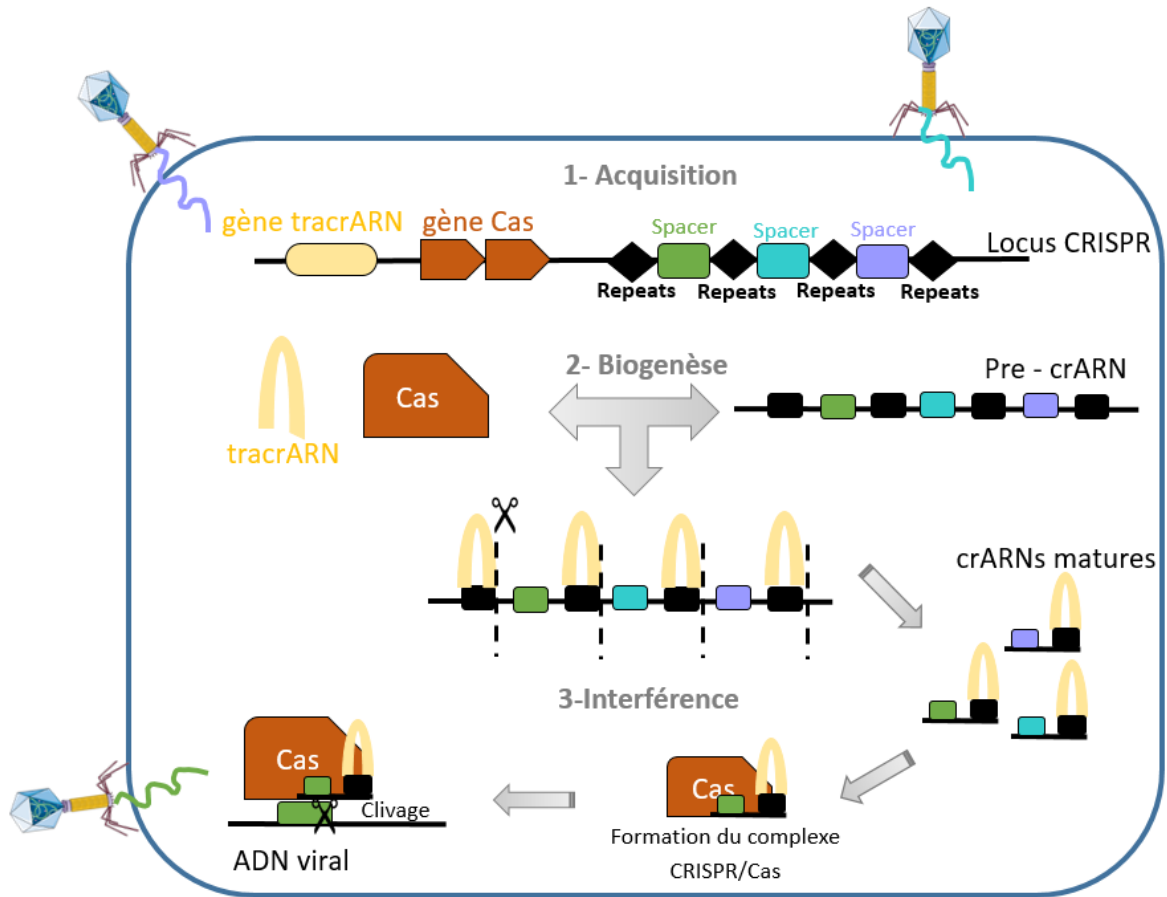 1- Acquisition
gène tracrARN
gène Cas
Spacer
Spacer
Spacer
Locus CRISPR
Repeats
Repeats
Repeats
Repeats
2- Biogenèse
Pre - crARN
Cas
tracrARN
crARNs matures
3-Interférence
Cas
Clivage
ADN viral
Cas
Formation du complexe
CRISPR/Cas